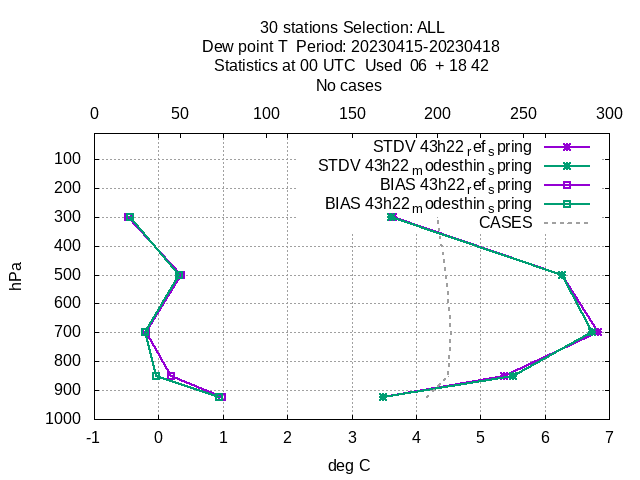 30 stations Selection: ALL
Dew point T  Period: 20230415-20230418
Statistics at 00 UTC  Used  06  + 18 42
No cases
0 50 100 150 200 250 300
STDV 43h22_ref_spring
STDV 43h22_modesthin_spring
BIAS 43h22_ref_spring
BIAS 43h22_modesthin_spring
CASES
100
200
300
400
500
600
700
800
900
1000
hPa
-1 0 1 2 3 4 5 6 7
deg C